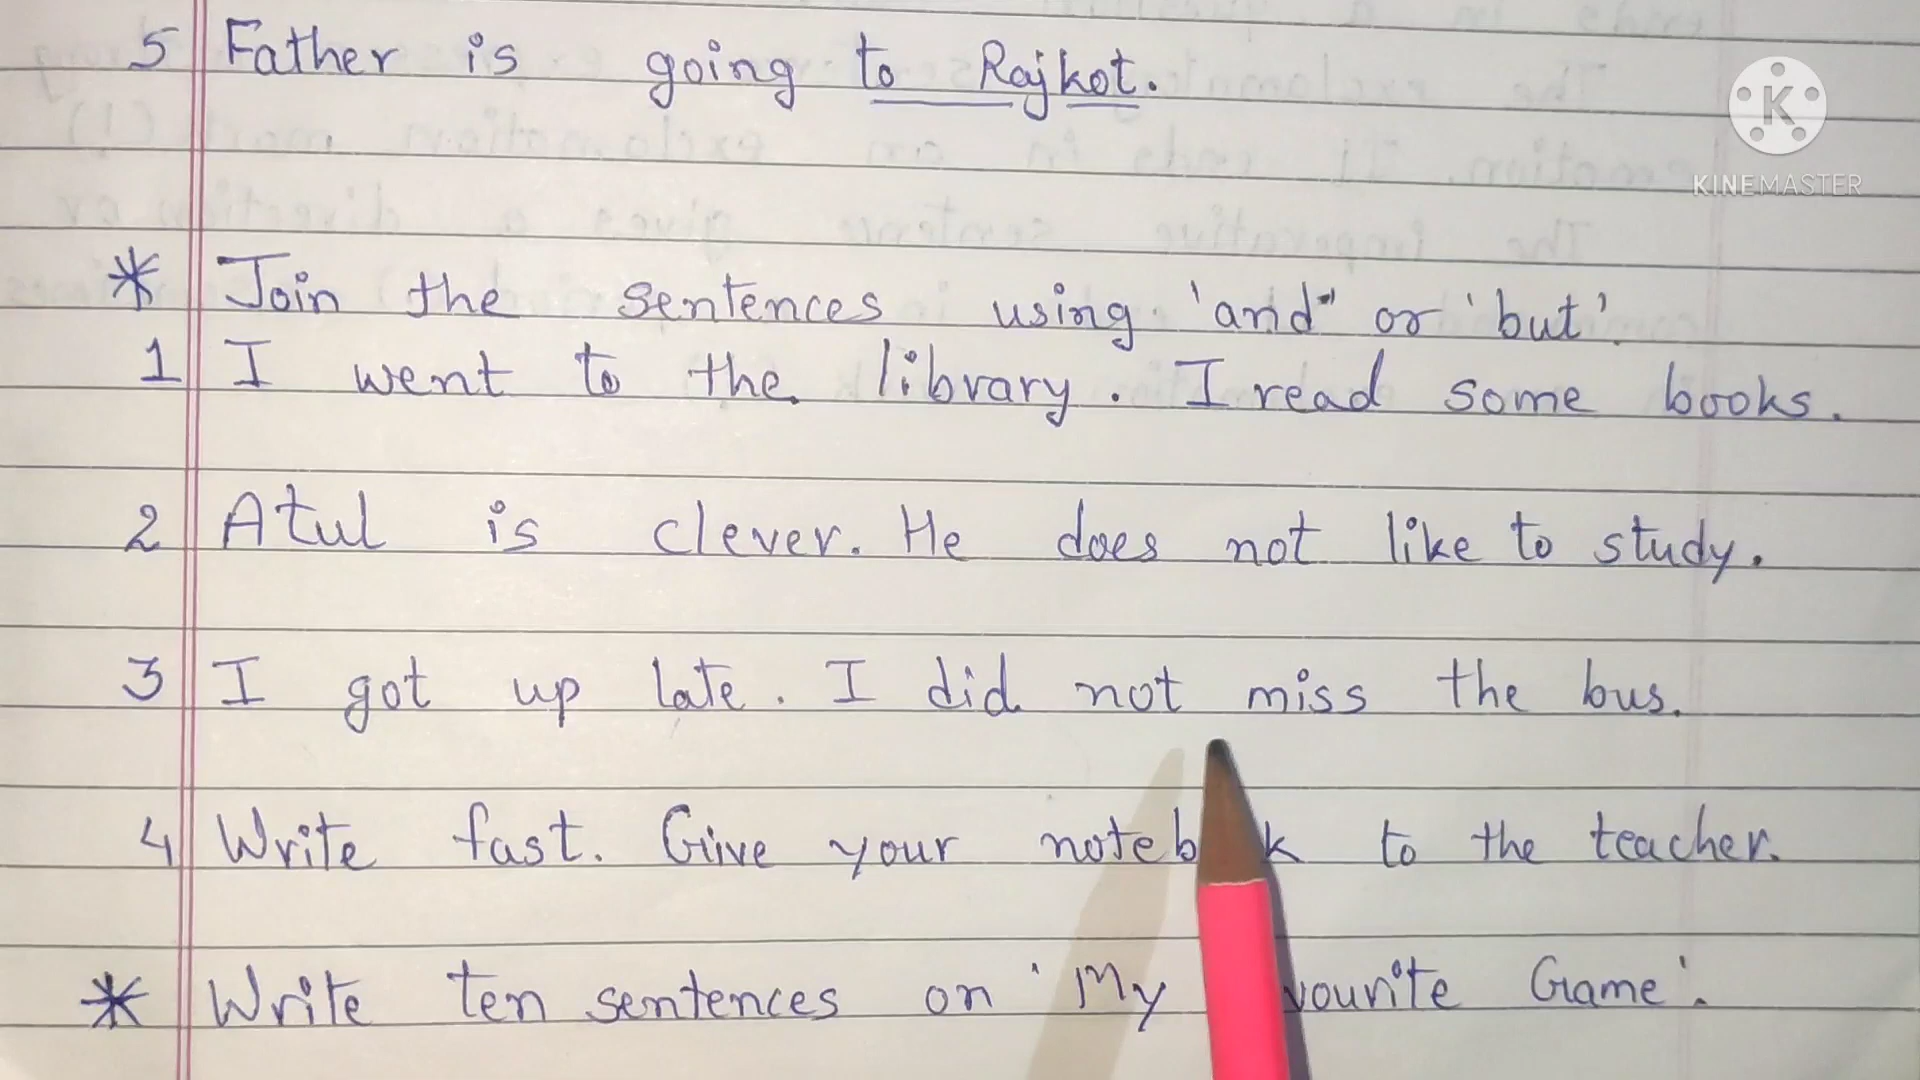 5 Father is going to Rajkot.
K
KINEMASTER
* Join the sentences using 'and" or 'but'.
1 I went to the library. I read some books.
2 Atul is clever. He does not like to study.
3 I got up late. I did not miss the bus.
4 Write fast. Give your to the teacher.
* Write ten sentences on 'My Game'.